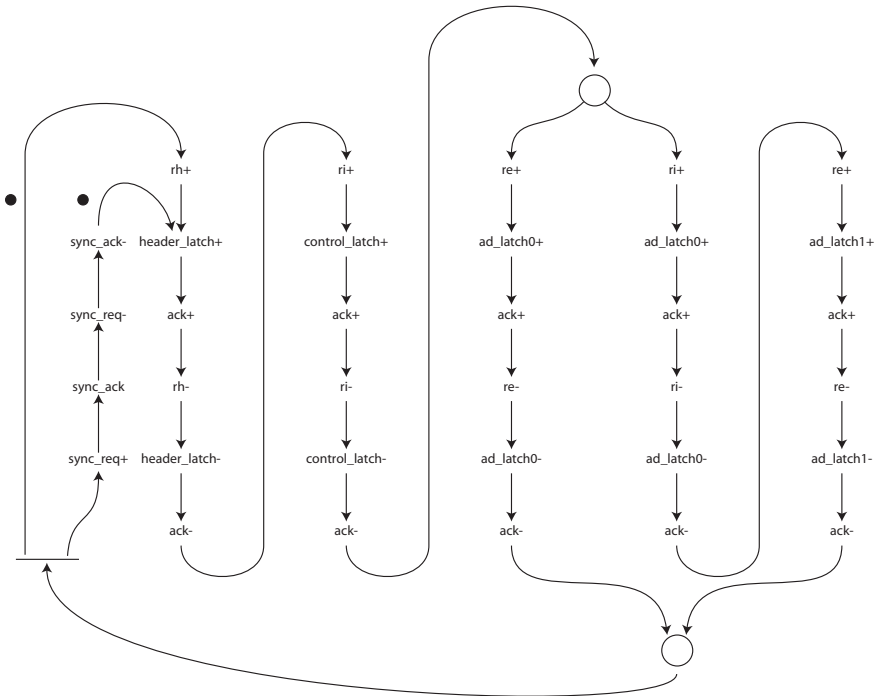 rh+ ri+ re+ ri+ re+
sync_ack- header_latch+ control_latch+ ad_latch0+ ad_latch0+ ad_latch1+
sync_req- ack+ ack+ ack+ ack+ ack+
sync_ack rh- ri- re- ri- re-
sync_req+ header_latch- control_latch- ad_latch0- ad_latch0- ad_latch1-
ack- ack- ack- ack- ack-